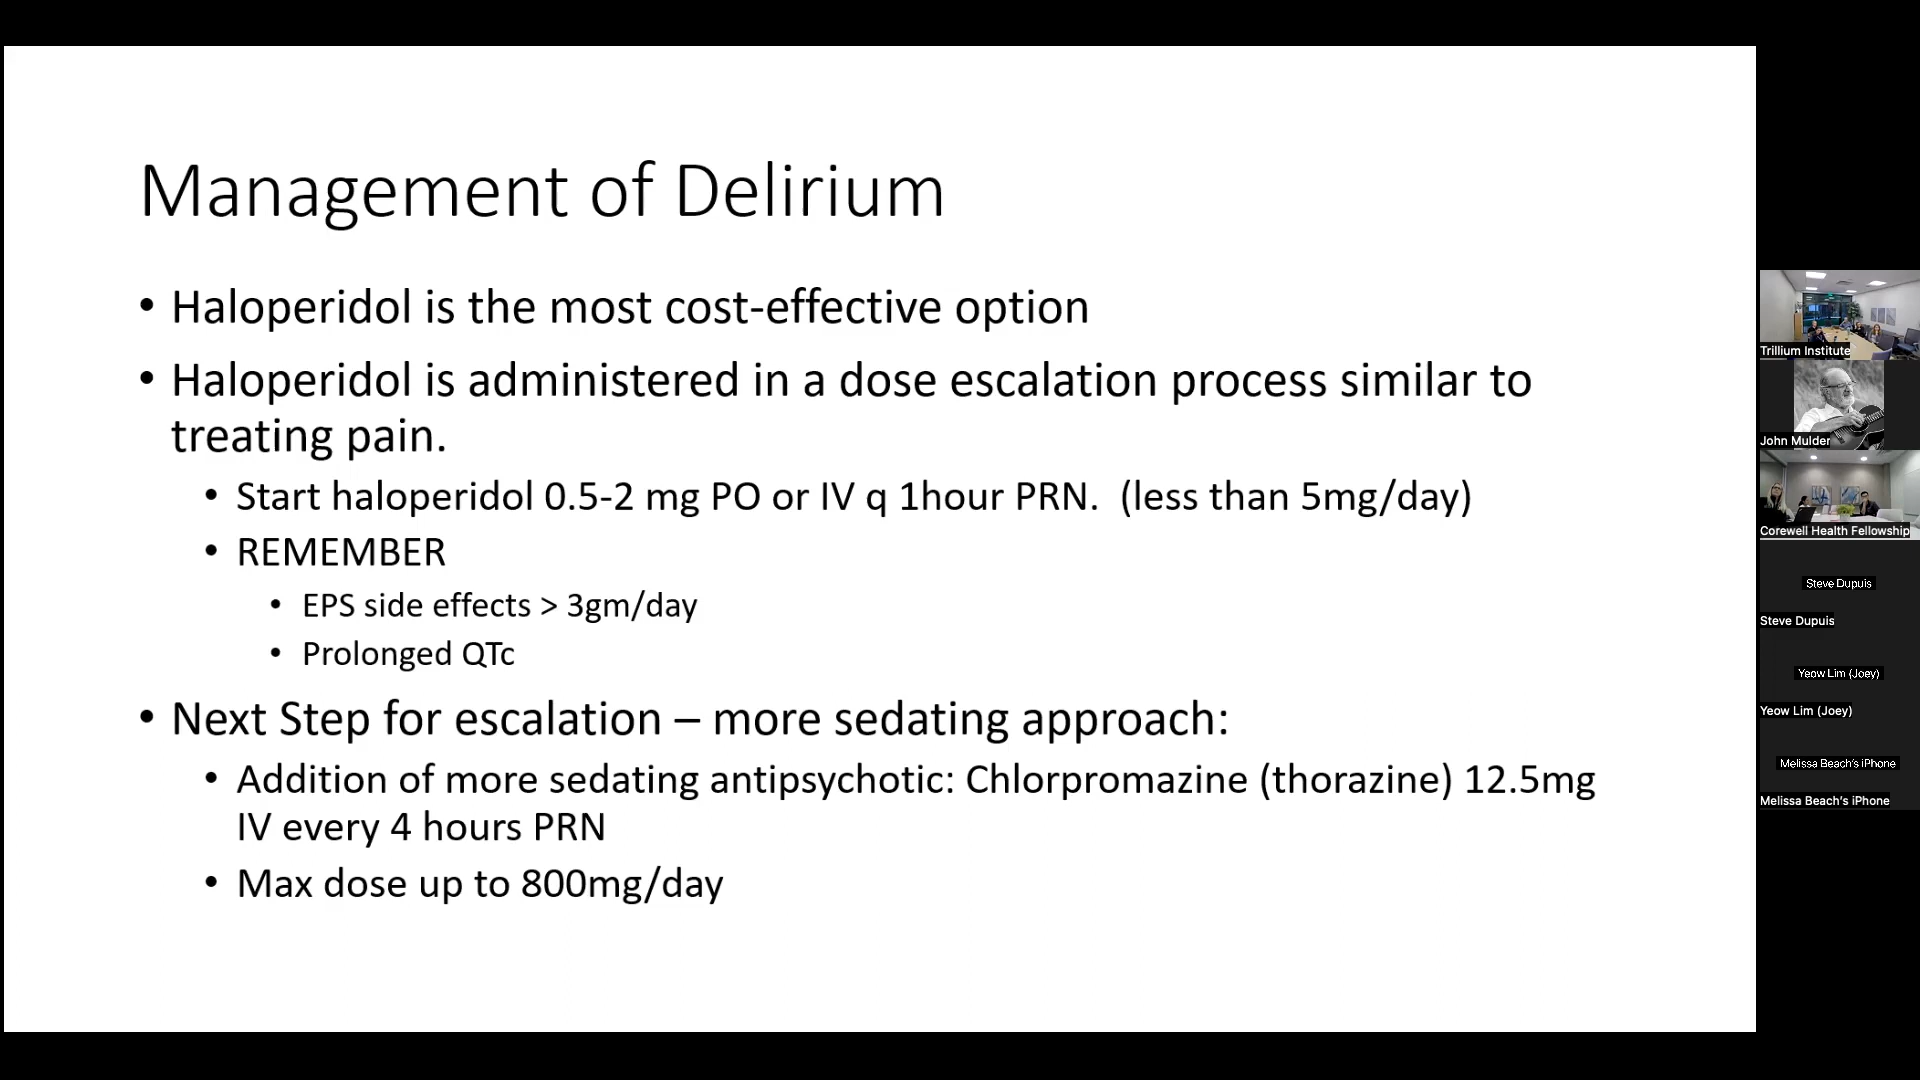 Management of Delirium
• Haloperidol is the most cost-effective option
• Haloperidol is administered in a dose escalation process similar to
treating pain.
• Start haloperidol 0.5-2 mg PO or IV q 1hour PRN.  (less than 5mg/day)
• REMEMBER
• EPS side effects > 3gm/day
• Prolonged QTc
• Next Step for escalation – more sedating approach:
• Addition of more sedating antipsychotic: Chlorpromazine (thorazine) 12.5mg
IV every 4 hours PRN
• Max dose up to 800mg/day
Trillium Institute
John Mulder
Corewell Health Fellowship
Steve Dupuis
Steve Dupuis
Yeow Lim (Joey)
Yeow Lim (Joey)
Melissa Beach's iPhone
Melissa Beach's iPhone